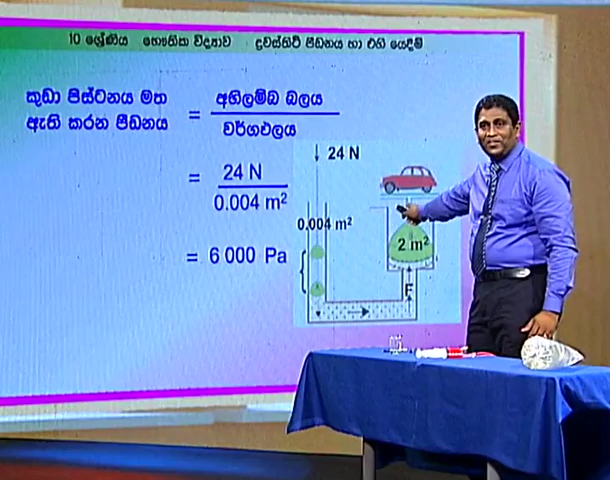 10 ශ්‍රේණිය භෞතික විද්‍යාව ද්‍රවස්ථිති පීඩනය හා එහි යෙදීම්
කුඩා පිස්ටනය මත
ඇති කරන පීඩනය
= අභිලම්බ බලය
වර්ගඵලය
= 24 N
0.004 m²
= 6 000 Pa
24 N
0.004 m²
2 m²
F